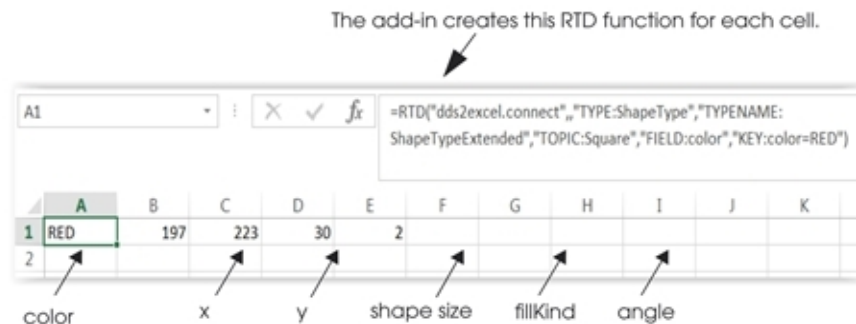 The add-in creates this RTD function for each cell.
A1 fx =RTD("dds2excel.connect",,"TYPE:ShapeType","TYPENAME:
ShapeTypeExtended","TOPIC:Square","FIELD:color","KEY:color=RED")
A B C D E F G H I J K
1 RED 197 223 30 2
2
color x y shape size fillKind angle